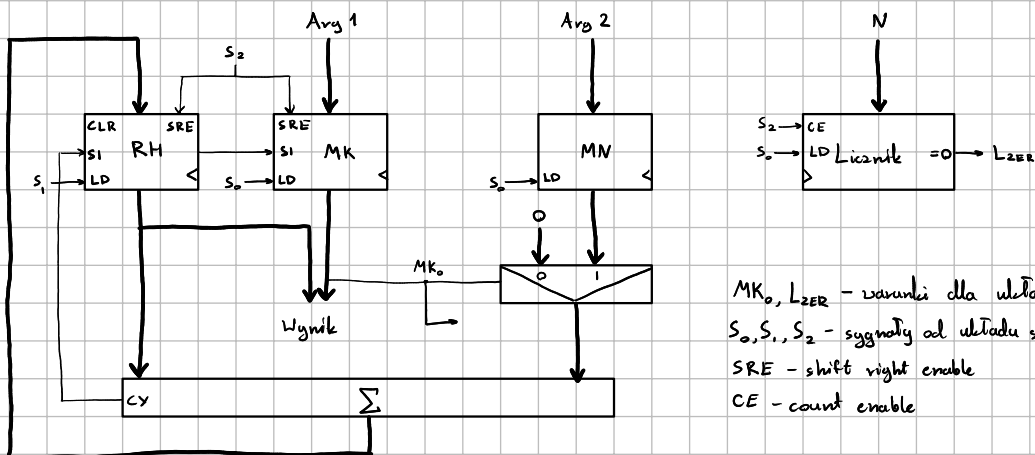 Arg 1
Arg 2
N
S₂
CLR
SRE
RH
SI
LD
S₁
SRE
SI
MK
S₀
LD
MN
S₀
LD
S₂
CE
S₀
LD
Licznik
=0
LZER
0
0
1
MK₀
Wynik
CY
Σ
MK₀, LZER – warunki dla
S₀, S₁, S₂ – sygnały od układu
SRE – shift right enable
CE – count enable